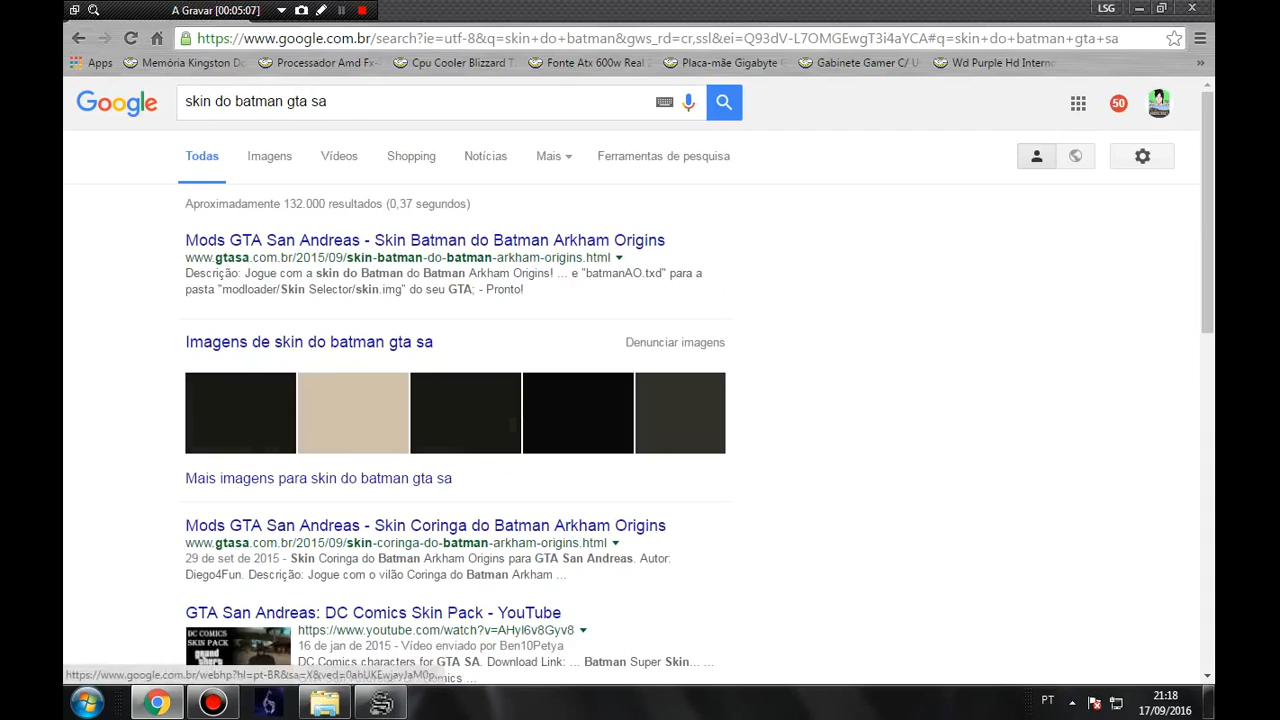 A Gravar [00:05:07]
LSG
https://www.google.com.br/search?ie=utf-8&q=skin+do+batman&gws_rd=cr,ssl&ei=Q93dV-L7OMGEwgT3i4aYCA#q=skin+do+batman+gta+sa
Apps Memória Kingston Do Processador Amd Fx- Cpu Cooler Blizzard T Fonte Atx 600w Real 2 Placa-mãe Gigabyte Gabinete Gamer C/ U Wd Purple Hd Intern »
Google skin do batman gta sa 50
Todas Imagens Vídeos Shopping Notícias Mais Ferramentas de pesquisa
Aproximadamente 132.000 resultados (0,37 segundos)
Mods GTA San Andreas - Skin Batman do Batman Arkham Origins
www.gtasa.com.br/2015/09/skin-batman-do-batman-arkham-origins.html
Descrição: Jogue com a skin do Batman do Batman Arkham Origins! ... e "batmanAO.txd" para a
pasta "modloader/Skin Selector/skin.img" do seu GTA; - Pronto!
Imagens de skin do batman gta sa Denunciar imagens
Mais imagens para skin do batman gta sa
Mods GTA San Andreas - Skin Coringa do Batman Arkham Origins
www.gtasa.com.br/2015/09/skin-coringa-do-batman-arkham-origins.html
29 de set de 2015 - Skin Coringa do Batman Arkham Origins para GTA San Andreas. Autor:
Diego4Fun. Descrição: Jogue com o vilão Coringa do Batman Arkham ...
GTA San Andreas: DC Comics Skin Pack - YouTube
https://www.youtube.com/watch?v=AHyl6v8Gyv8
16 de jan de 2015 - Vídeo enviado por Ben10Petya
DC COMICS
SKIN PACK
DC Comics characters for GTA SA. Download Link: ... Batman Super Skin... ...
Comics ...
PT 21:18
17/09/2016